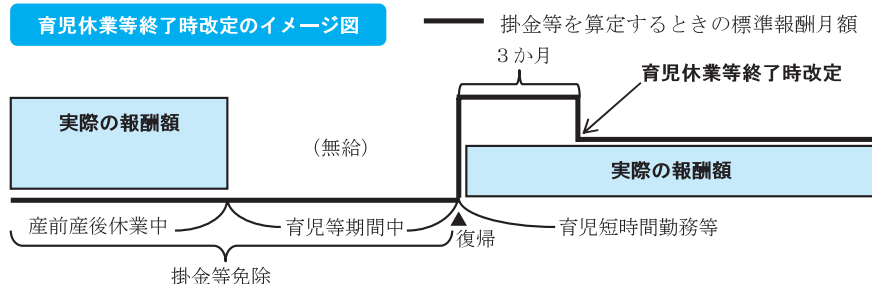 育児休業等終了時改定のイメージ図
掛金等を算定するときの標準報酬月額
３か月
育児休業等終了時改定
実際の報酬額
（無給）
実際の報酬額
産前産後休業中
育児等期間中
▲
復帰
育児短時間勤務等
掛金等免除